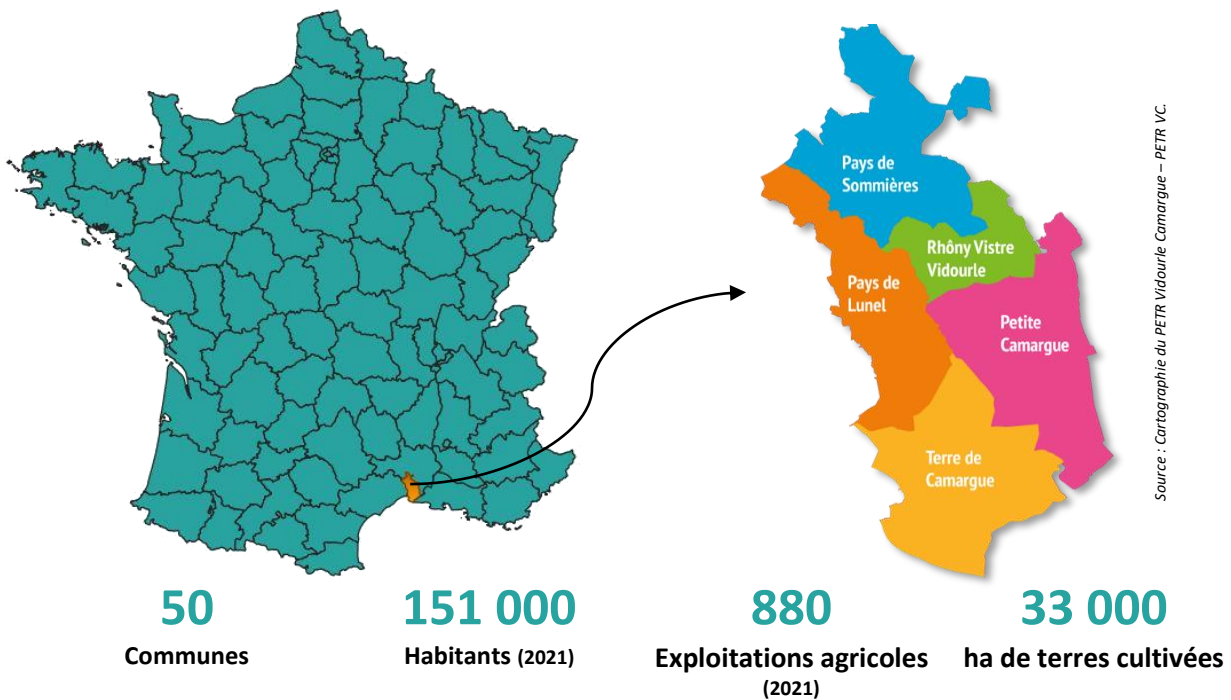 Pays de
Sommières
Rhôny Vistre
Vidourle
Pays de
Lunel
Petite
Camargue
Terre de
Camargue
Source : Cartographie du PETR Vidourle Camargue – PETR VC.
50
Communes
151 000
Habitants (2021)
880
Exploitations agricoles
(2021)
33 000
ha de terres cultivées